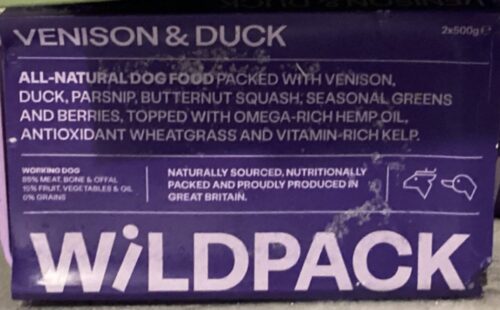 VENISON & DUCK
2x500g℮
ALL-NATURAL DOG FOOD PACKED WITH VENISON,
DUCK, PARSNIP, BUTTERNUT SQUASH, SEASONAL GREENS
AND BERRIES, TOPPED WITH OMEGA-RICH HEMP OIL,
ANTIOXIDANT WHEATGRASS AND VITAMIN-RICH KELP.
WORKING DOG
85% MEAT, BONE & OFFAL
15% FRUIT, VEGETABLES & OIL
0% GRAINS
NATURALLY SOURCED, NUTRITIONALLY
PACKED AND PROUDLY PRODUCED IN
GREAT BRITAIN.
WiLDPACK